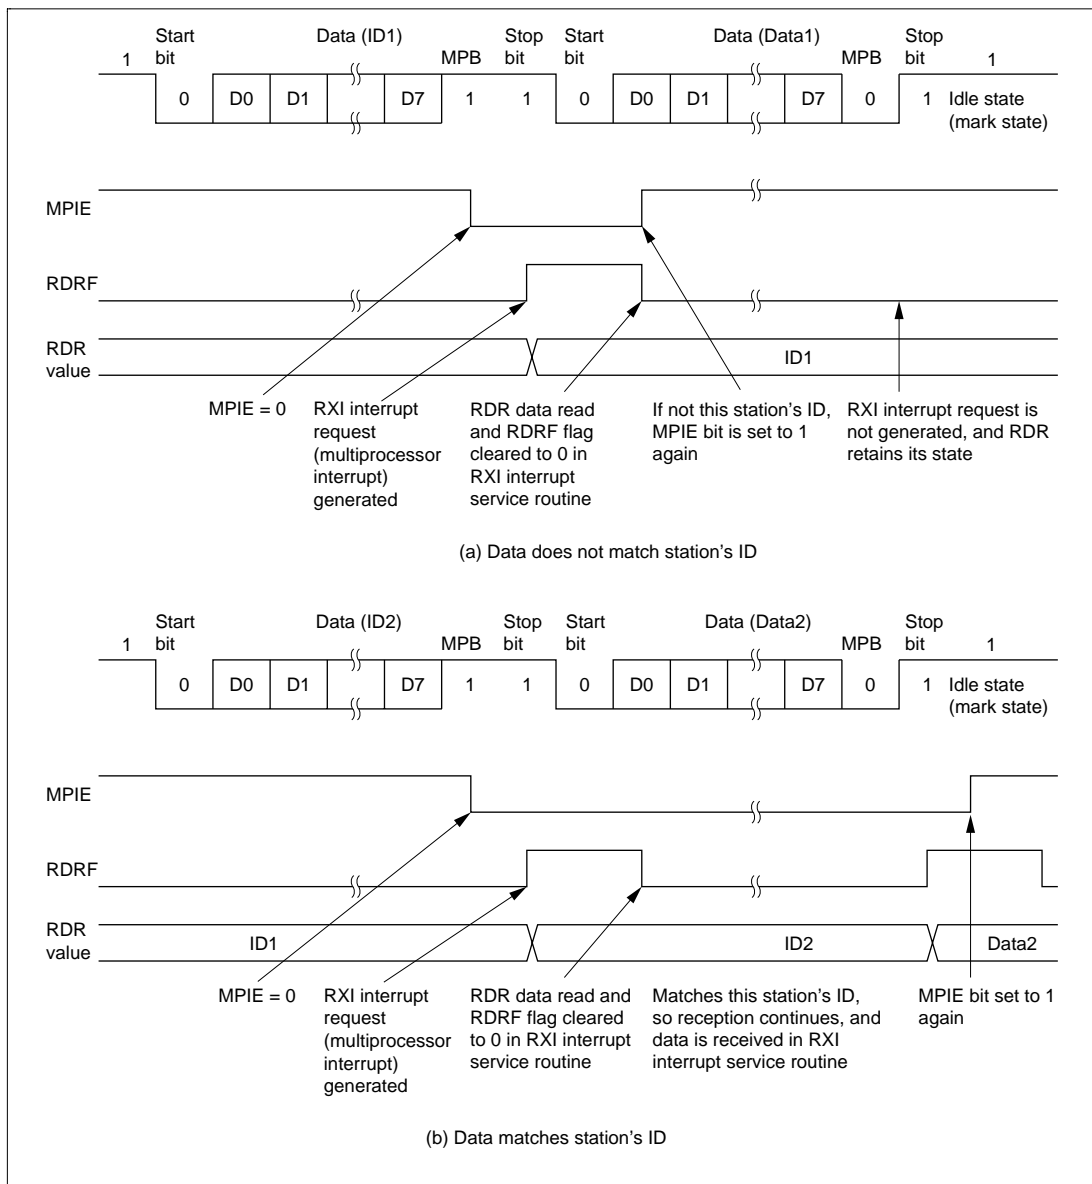 Start bit Data (ID1) Stop bit Start bit Data (Data1) Stop bit
1 MPB MPB 1
0 D0 D1 D7 1 1 0 D0 D1 D7 0 1 Idle state (mark state)
MPIE
RDRF
RDR value
ID1
MPIE = 0
RXI interrupt
request
(multiprocessor
interrupt)
generated
RDR data read
and RDRF flag
cleared to 0 in
RXI interrupt
service routine
If not this station’s ID,
MPIE bit is set to 1
again
RXI interrupt request is
not generated, and RDR
retains its state
(a) Data does not match station’s ID
Start bit Data (ID2) Stop bit Start bit Data (Data2) Stop bit
1 MPB MPB 1
0 D0 D1 D7 1 1 0 D0 D1 D7 0 1 Idle state (mark state)
MPIE
RDRF
RDR value
ID1 ID2 Data2
MPIE = 0
RXI interrupt
request
(multiprocessor
interrupt)
generated
RDR data read and
RDRF flag cleared
to 0 in RXI interrupt
service routine
Matches this station’s ID,
so reception continues, and
data is received in RXI
interrupt service routine
MPIE bit set to 1
again
(b) Data matches station’s ID